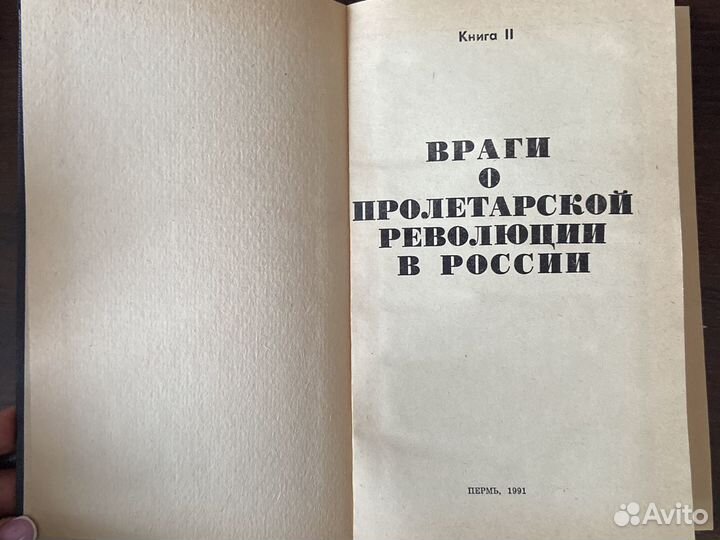 Книга II
ВРАГИ
О
ПРОЛЕТАРСКОЙ
РЕВОЛЮЦИИ
В РОССИИ
ПЕРМЬ, 1991
Avito